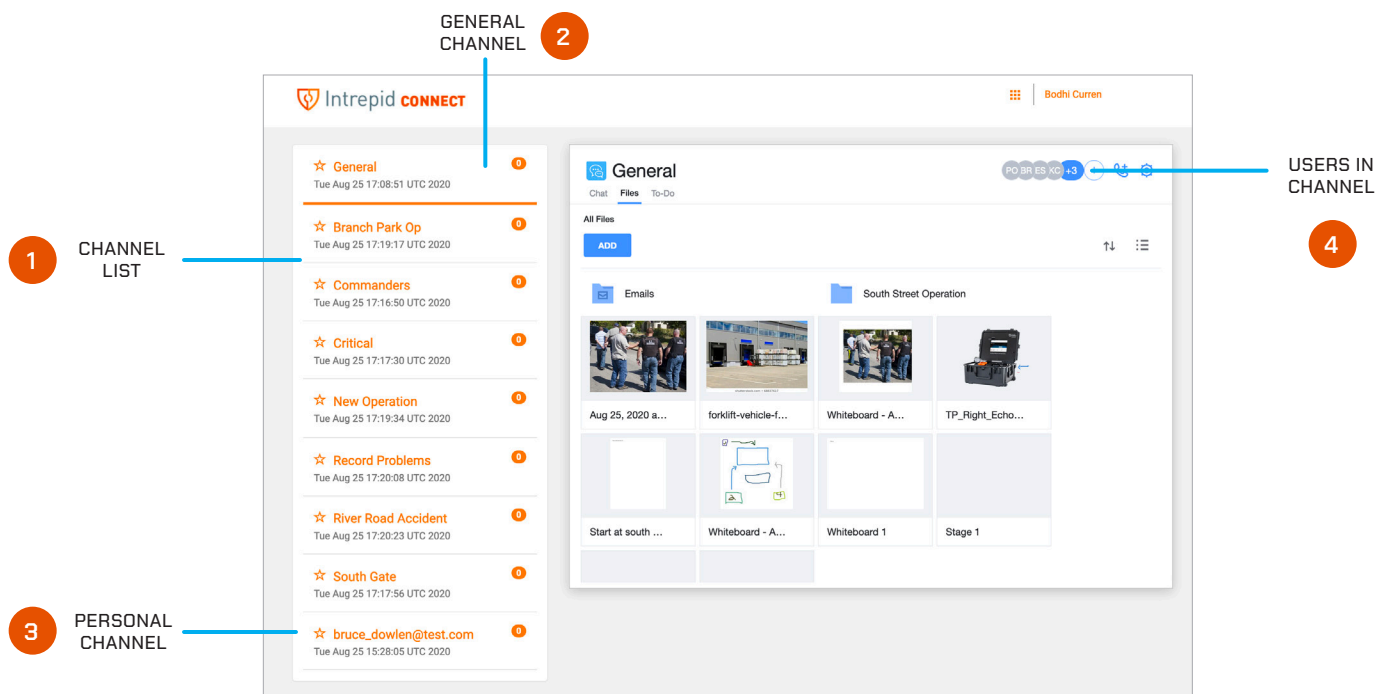 GENERAL
CHANNEL
2
Intrepid CONNECT
Bodhi Curren
General
0
Tue Aug 25 17:08:51 UTC 2020
Branch Park Op
0
Tue Aug 25 17:19:17 UTC 2020
Commanders
0
Tue Aug 25 17:16:50 UTC 2020
Critical
0
Tue Aug 25 17:17:30 UTC 2020
New Operation
0
Tue Aug 25 17:19:34 UTC 2020
Record Problems
0
Tue Aug 25 17:20:08 UTC 2020
River Road Accident
0
Tue Aug 25 17:20:23 UTC 2020
South Gate
0
Tue Aug 25 17:17:56 UTC 2020
bruce_dowlen@test.com
0
Tue Aug 25 15:28:05 UTC 2020
1
CHANNEL
LIST
3
PERSONAL
CHANNEL
General
PO BR ES KC +3
Chat Files To-Do
All Files
ADD
Emails
South Street Operation
Aug 25, 2020 a...
forklift-vehicle-f...
Whiteboard - A...
TP_Right_Echo...
2
4
Start at south ...
Whiteboard - A...
Whiteboard 1
Stage 1
USERS IN
CHANNEL
4